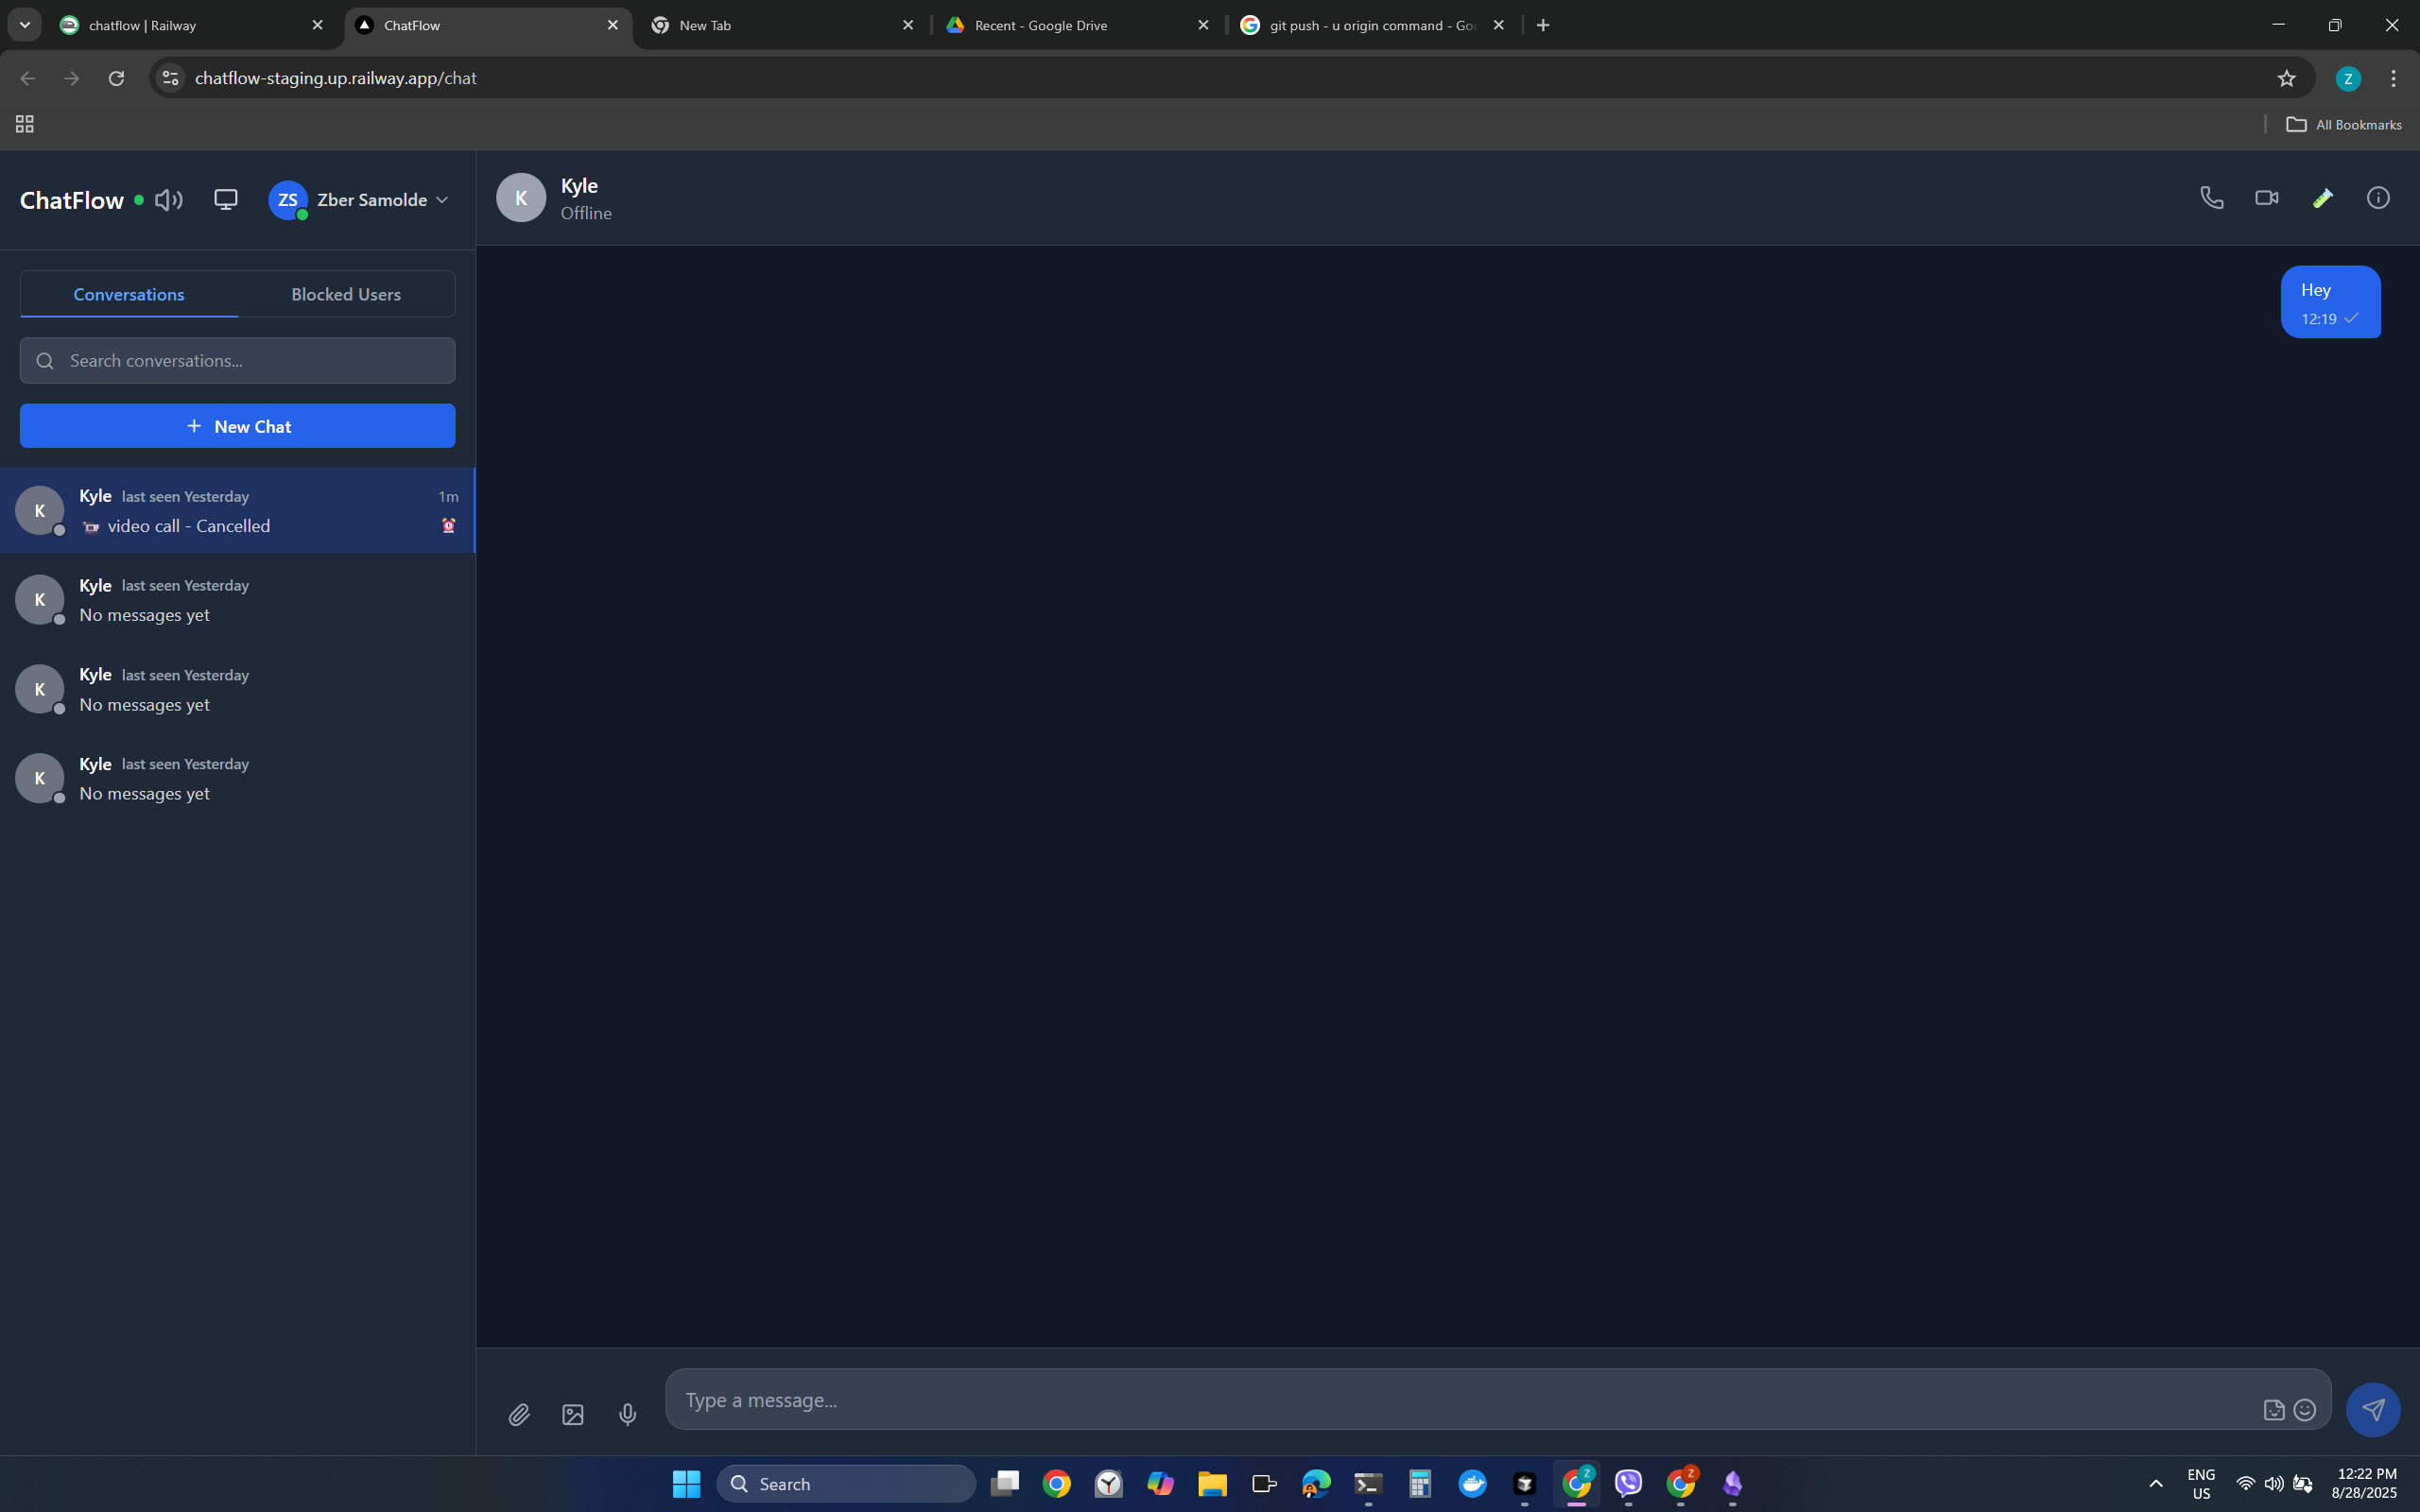 chatflow | Railway
ChatFlow
New Tab
Recent - Google Drive
git push - u origin command - Goo
chatflow-staging.up.railway.app/chat
Z
All Bookmarks
ChatFlow
ZS
Zber Samolde
Conversations
Blocked Users
Search conversations...
+ New Chat
K
Kyle last seen Yesterday 1m
video call - Cancelled
K
Kyle last seen Yesterday
No messages yet
K
Kyle last seen Yesterday
No messages yet
K
Kyle last seen Yesterday
No messages yet
K
Kyle
Offline
Hey
12:19
Type a message...
Search
Z
Z
ENG
US
12:22 PM
8/28/2025